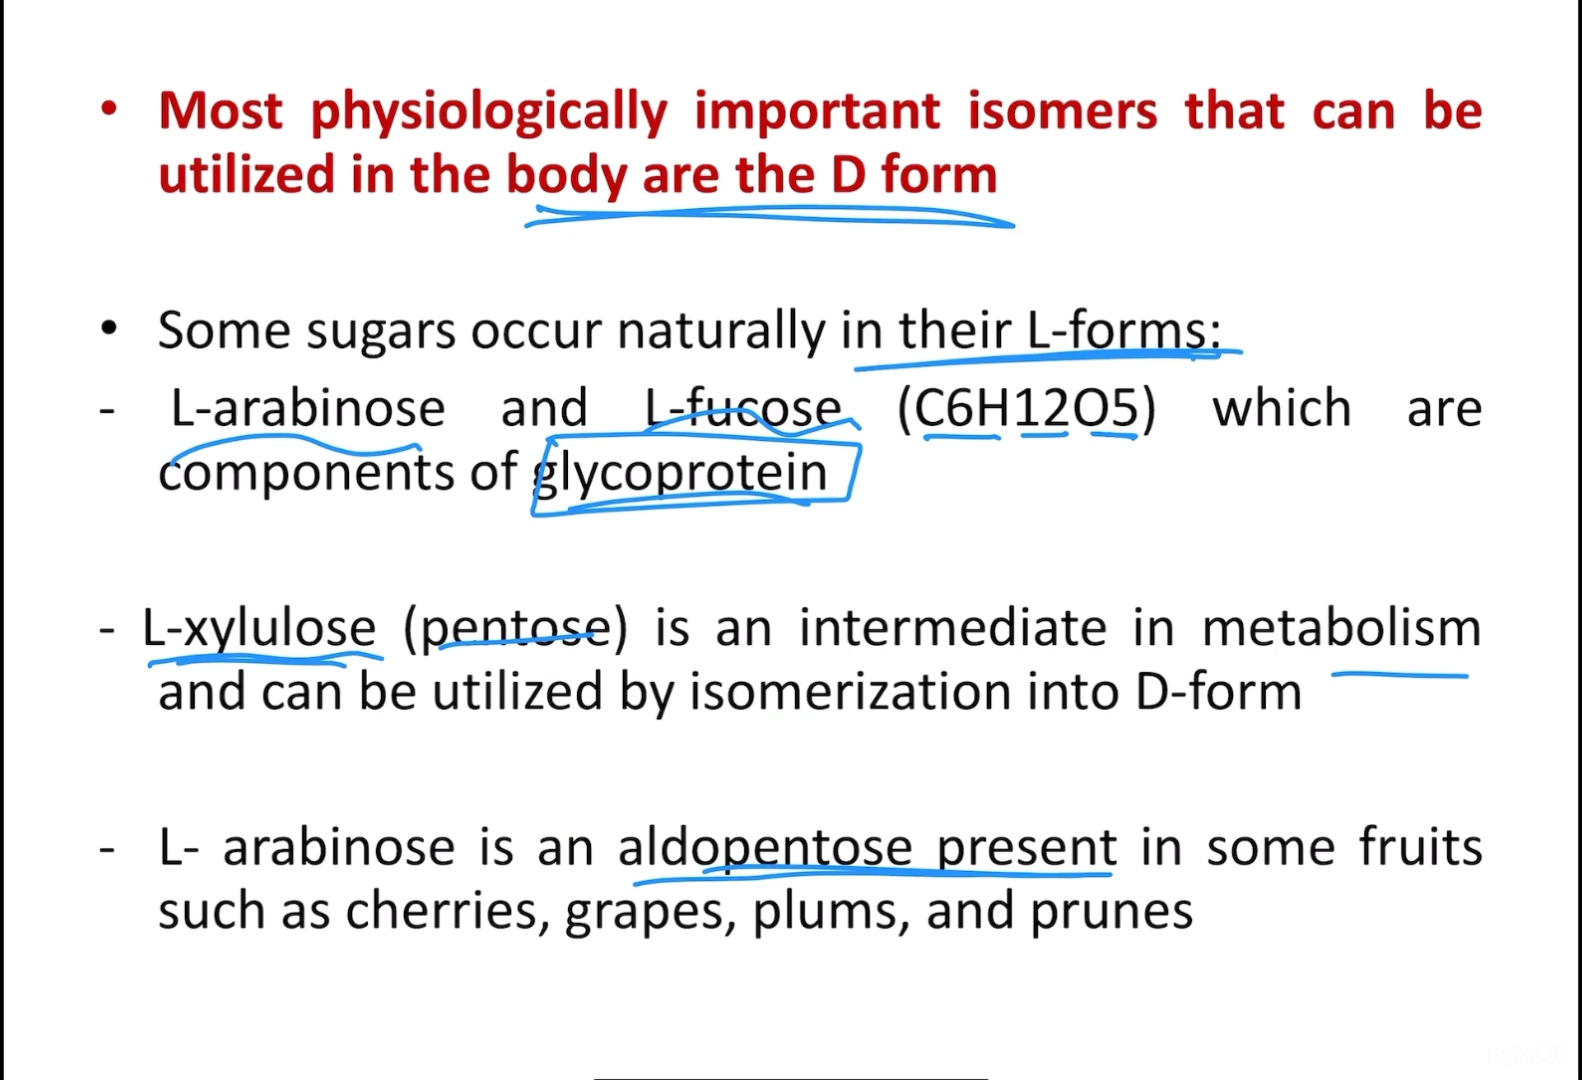 • Most physiologically important isomers that can be
utilized in the body are the D form
• Some sugars occur naturally in their L-forms:
- L-arabinose and L-fucose (C6H12O5) which are
components of glycoprotein
- L-xylulose (pentose) is an intermediate in metabolism
and can be utilized by isomerization into D-form
- L- arabinose is an aldopentose present in some fruits
such as cherries, grapes, plums, and prunes